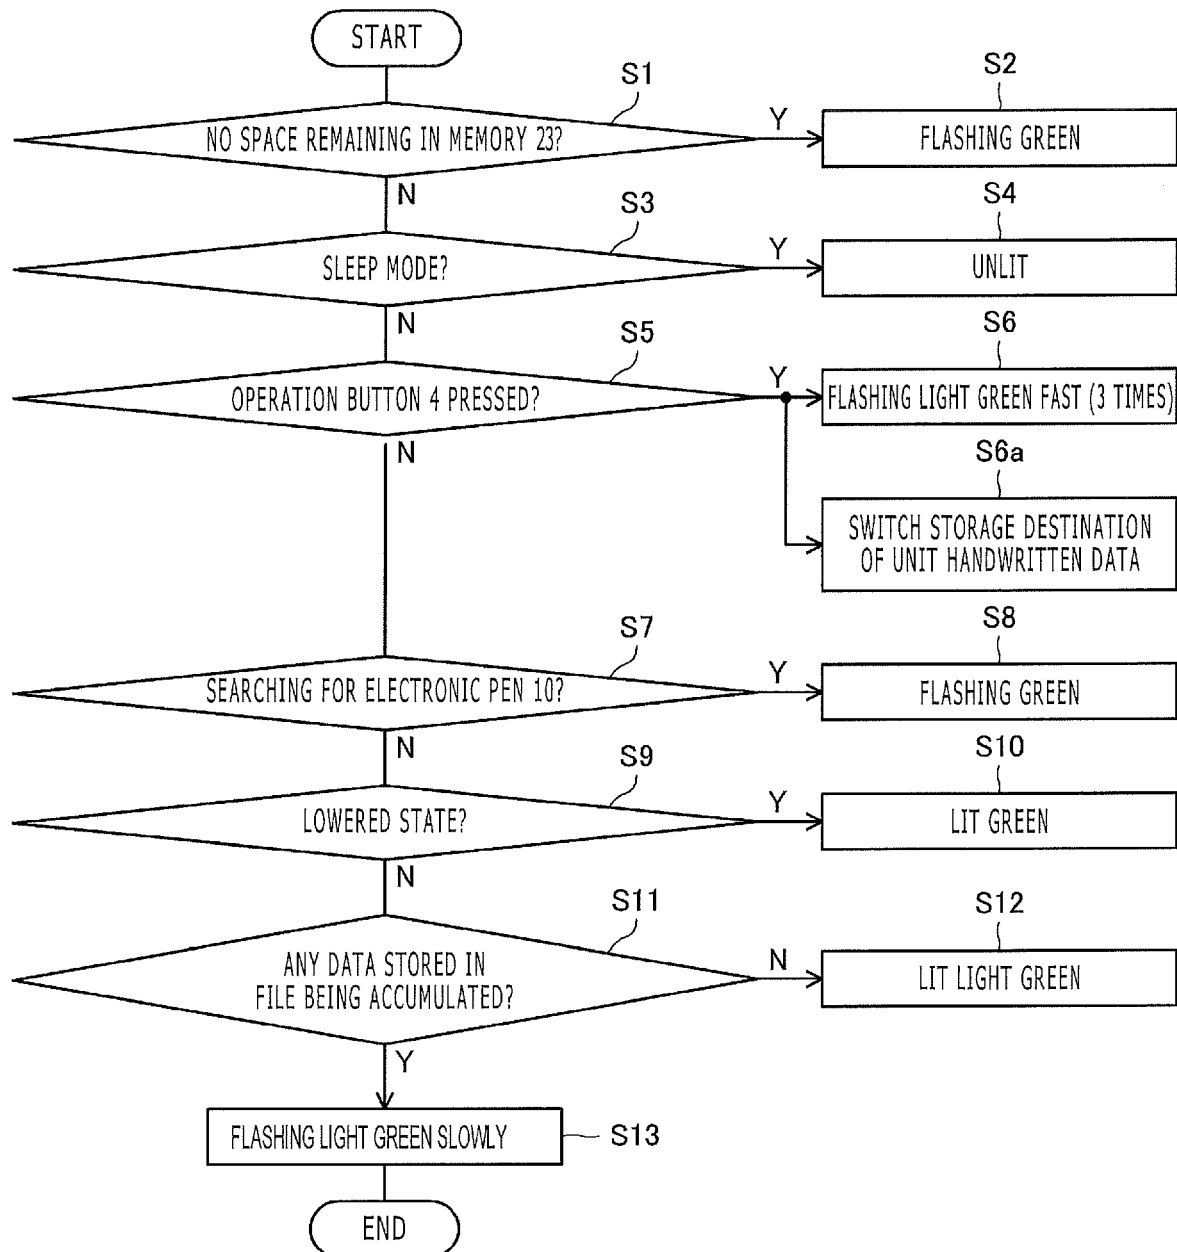 START
S1
S2
NO SPACE REMAINING IN MEMORY 23?
Y
FLASHING GREEN
N
S3
S4
SLEEP MODE?
Y
UNLIT
N
S5
S6
OPERATION BUTTON 4 PRESSED?
Y
FLASHING LIGHT GREEN FAST (3 TIMES)
N
S6a
SWITCH STORAGE DESTINATION
OF UNIT HANDWRITTEN DATA
S7
S8
SEARCHING FOR ELECTRONIC PEN 10?
Y
FLASHING GREEN
N
S9
S10
LOWERED STATE?
Y
LIT GREEN
N
S11
S12
ANY DATA STORED IN
FILE BEING ACCUMULATED?
N
LIT LIGHT GREEN
Y
FLASHING LIGHT GREEN SLOWLY
S13
END